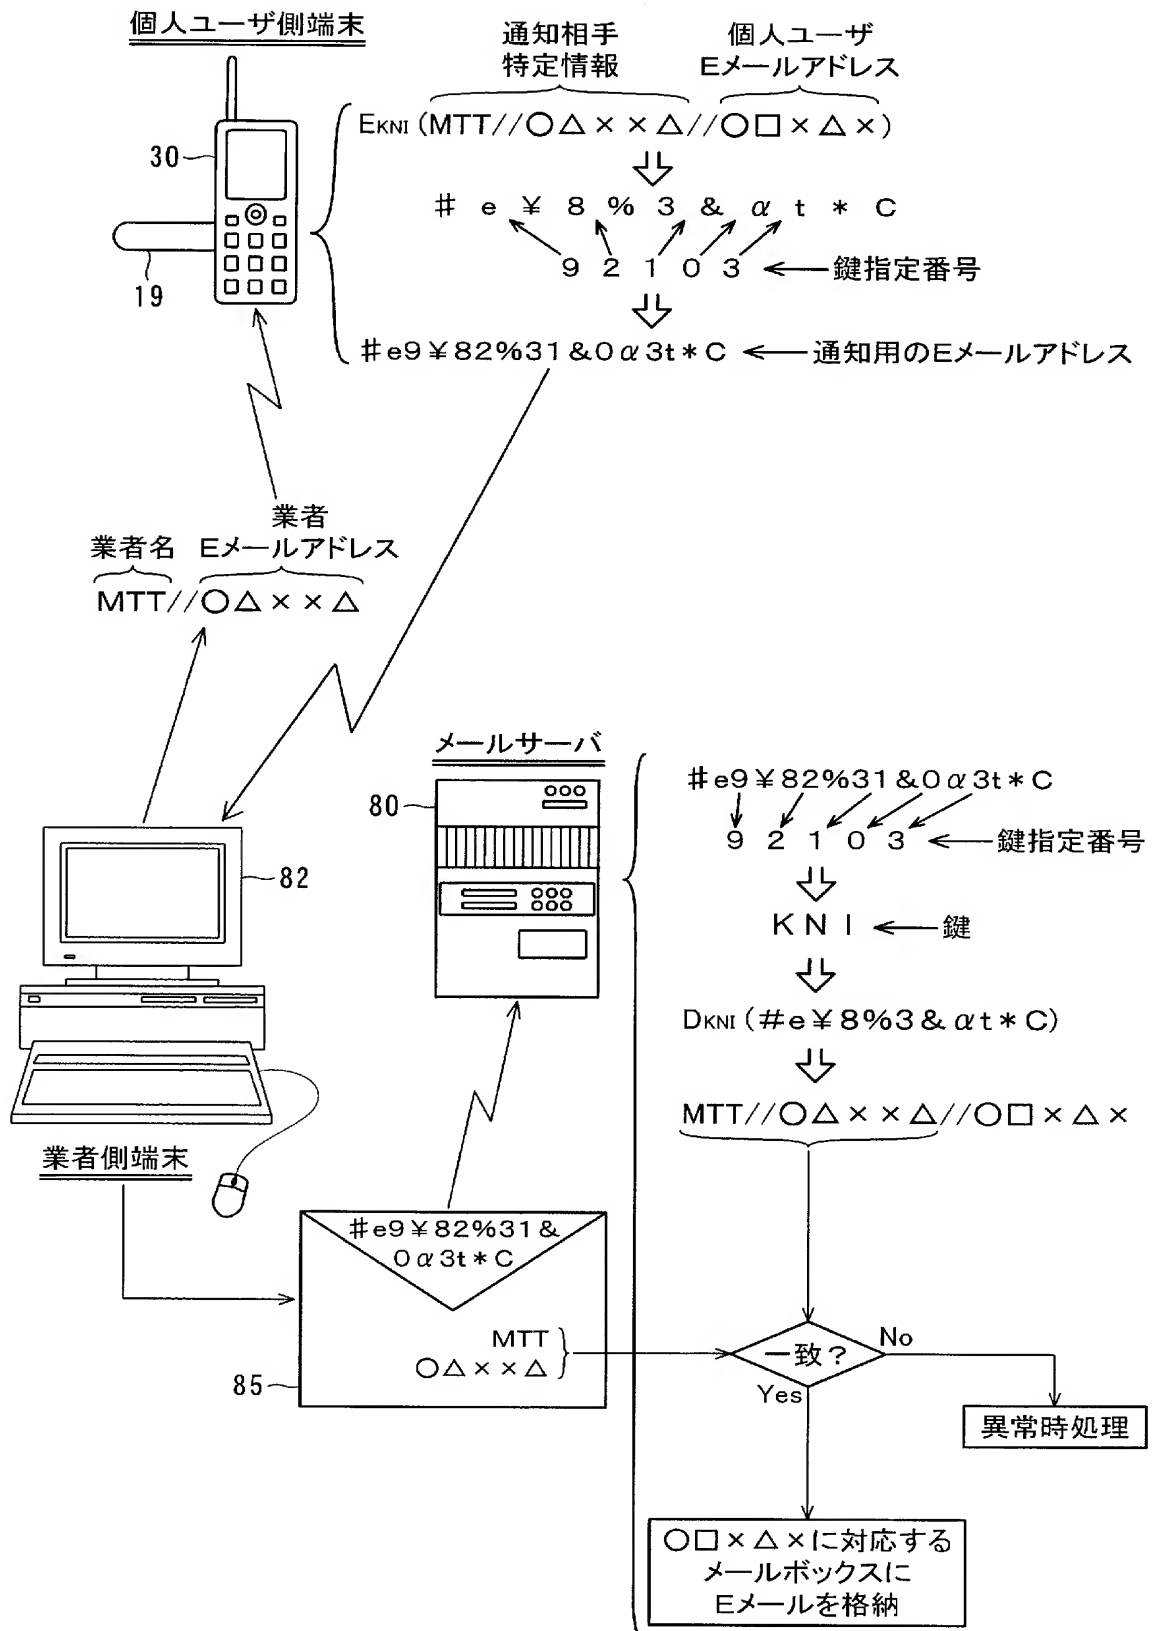 個人ユーザ側端末
通知相手
特定情報
個人ユーザ
Eメールアドレス
EKNI (MTT//○△××△//○□×△×)
30
# e ¥ 8 % 3 & α t * C
9 2 1 0 3 鍵指定番号
19
#e9¥82%31&0α3t*C 通知用のEメールアドレス
業者
業者名 Eメールアドレス
MTT//○△××△
メールサーバ
80
#e9¥82%31&0α3t*C
9 2 1 0 3 鍵指定番号
82
KNI 鍵
DKNI (#e¥8%3&αt*C)
MTT//○△××△//○□×△×
業者側端末
#e9¥82%31&
0α3t*C
MTT
○△××△
85
一致?
No
Yes
異常時処理
○□×△×に対応する
メールボックスに
Eメールを格納